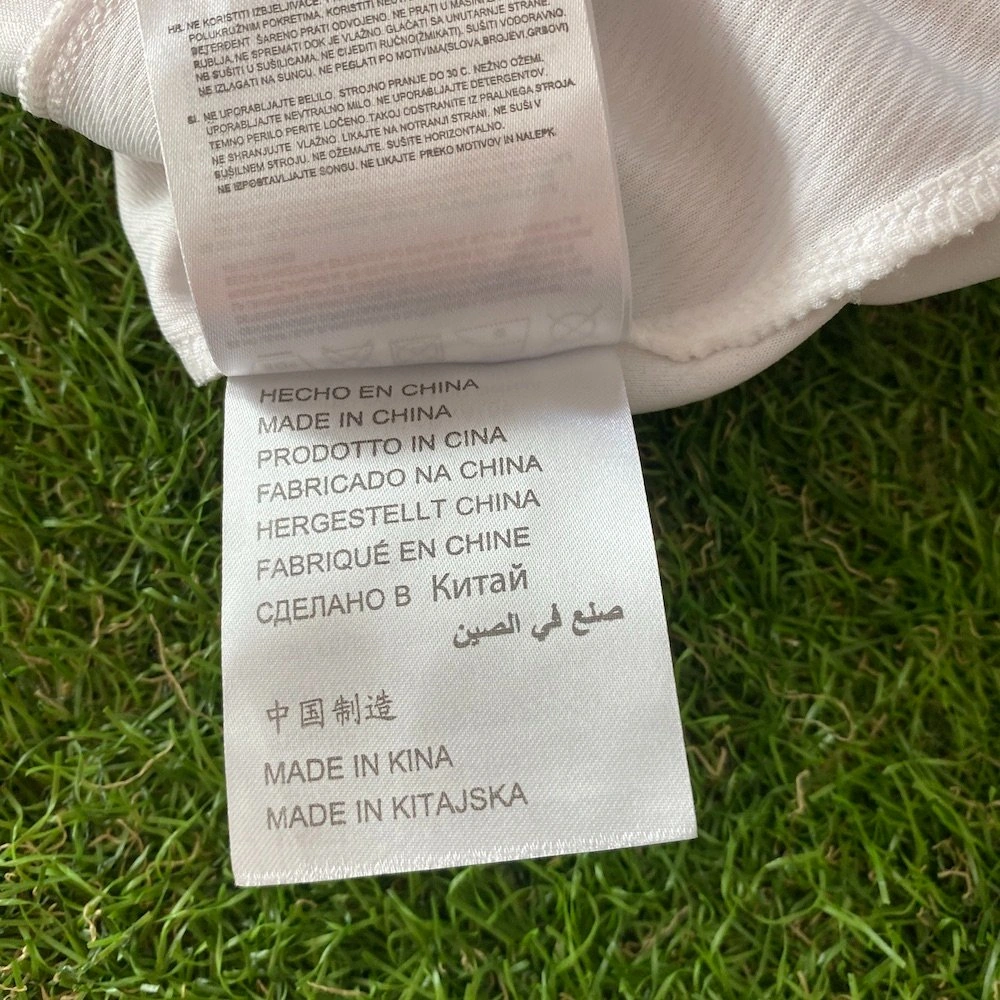 HR. NE KORISTITI IZBJELJIVAČE.
POLUKRUŽNIM POKRETIMA. KORISTITI
DETERDENT ŠARENO PRATI ODVOJENO. NE PRATI U MAŠINI
RUBLJA. NE SPREMATI DOK JE VLAŽNO. GLAČATI SA UNUTARNJE STRANE.
NE SUŠITI U SUŠILICAMA. NE CIJEDITI RUČNO(ŽMIKATI). SUŠITI VODORAVNO.
NE IZLAGATI NA SUNCU. NE PEGLATI PO MOTIVIMA(SLOVA,BROJEVI,GRBOVI)
SI. NE UPORABLJAJTE BELILO. STROJNO PRANJE DO 30 C. NEŽNO OŽEMI.
UPORABLJAJTE NEVTRALNO MILO. NE UPORABLJAJTE DETERGENTOV.
TEMNO PERILO PERITE LOČENO. TAKOJ ODSTRANITE IZ PRALNEGA STROJA.
NE SHRANJUJTE VLAŽNO. LIKAJTE NA NOTRANJI STRANI. NE SUŠI V
SUŠILNEM STROJU. NE OŽEMAJTE. SUŠITE HORIZONTALNO.
NE IZPOSTAVLJAJTE SONGU. NE LIKAJTE PREKO MOTIVOV IN NALEPK.
HECHO EN CHINA
MADE IN CHINA
PRODOTTO IN CINA
FABRICADO NA CHINA
HERGESTELLT CHINA
FABRIQUÉ EN CHINE
СДЕЛАНО В Китай
صنع في الصين
中国制造
MADE IN KINA
MADE IN KITAJSKA